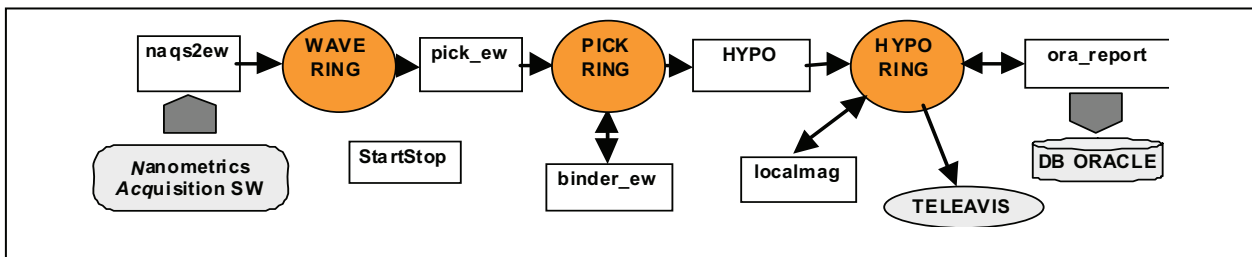 naqs2ew
WAVE
RING
pick_ew
PICK
RING
HYPO
HYPO
RING
ora_report
StartStop
Nanometrics
Acquisition SW
binder_ew
localmag
DB ORACLE
TELEAVIS